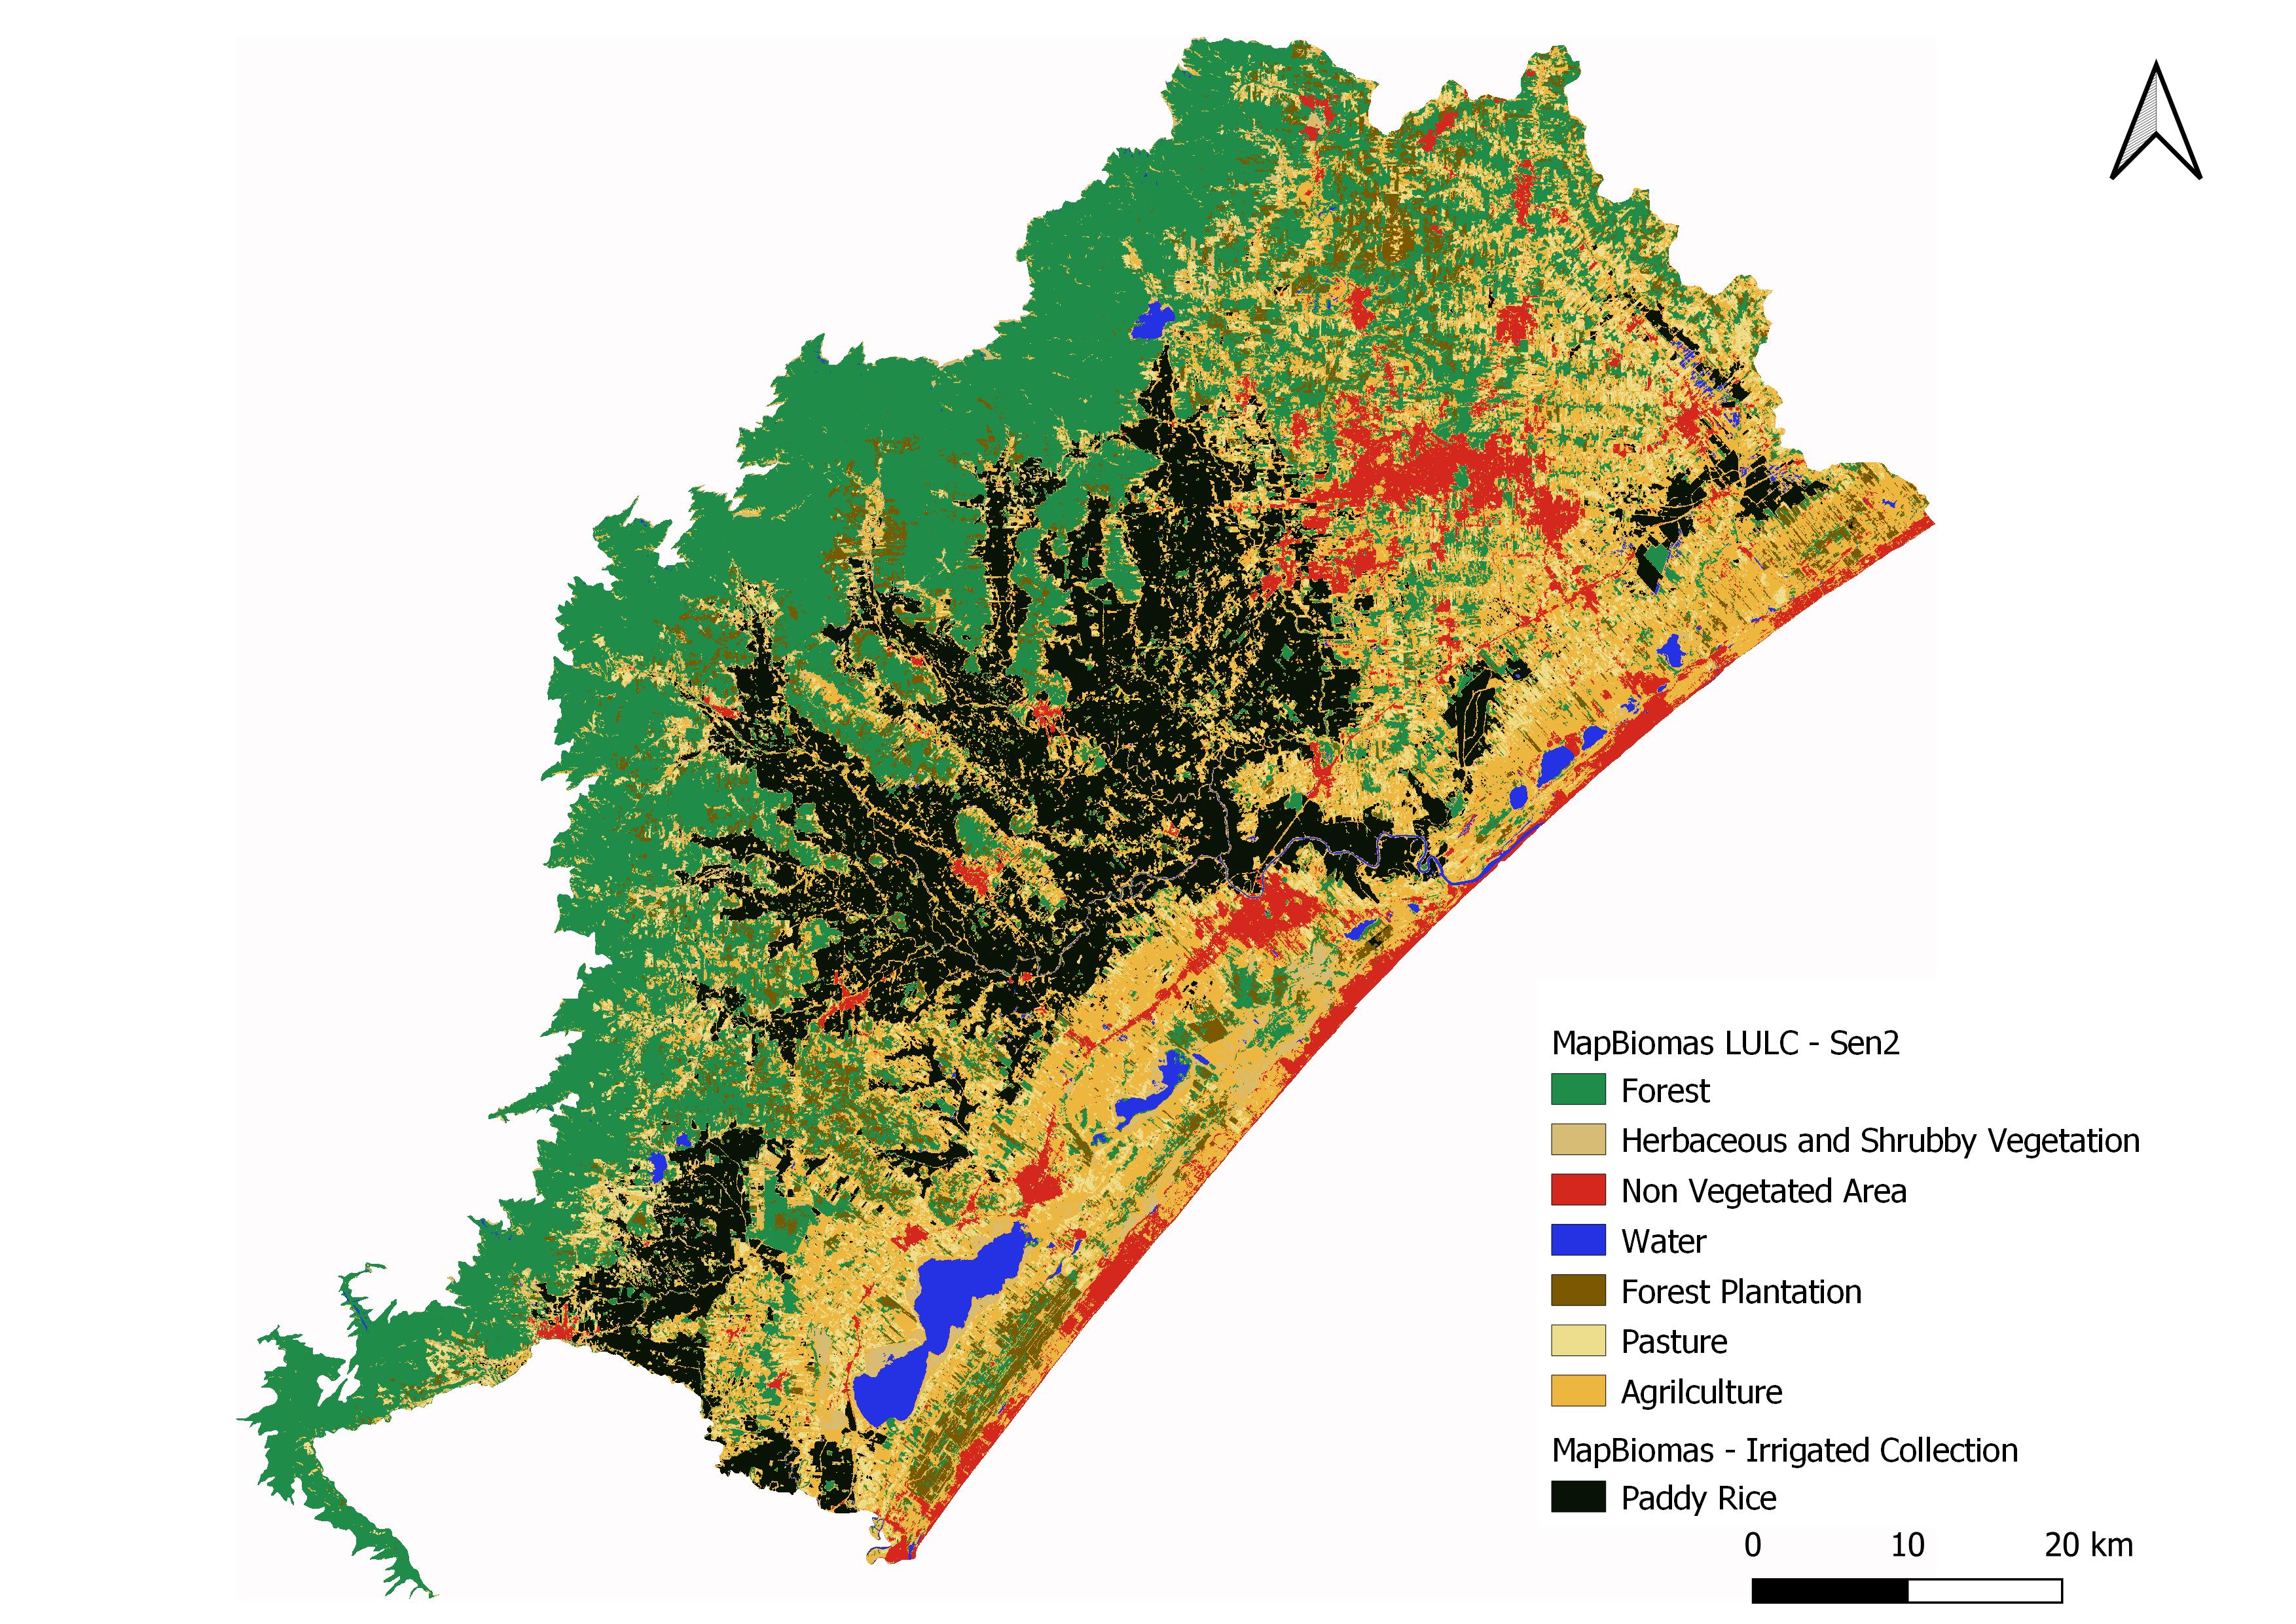 MapBiomas LULC - Sen2
Forest
Herbaceous and Shrubby Vegetation
Non Vegetated Area
Water
Forest Plantation
Pasture
Agrilculture
MapBiomas - Irrigated Collection
Paddy Rice
0 10 20 km